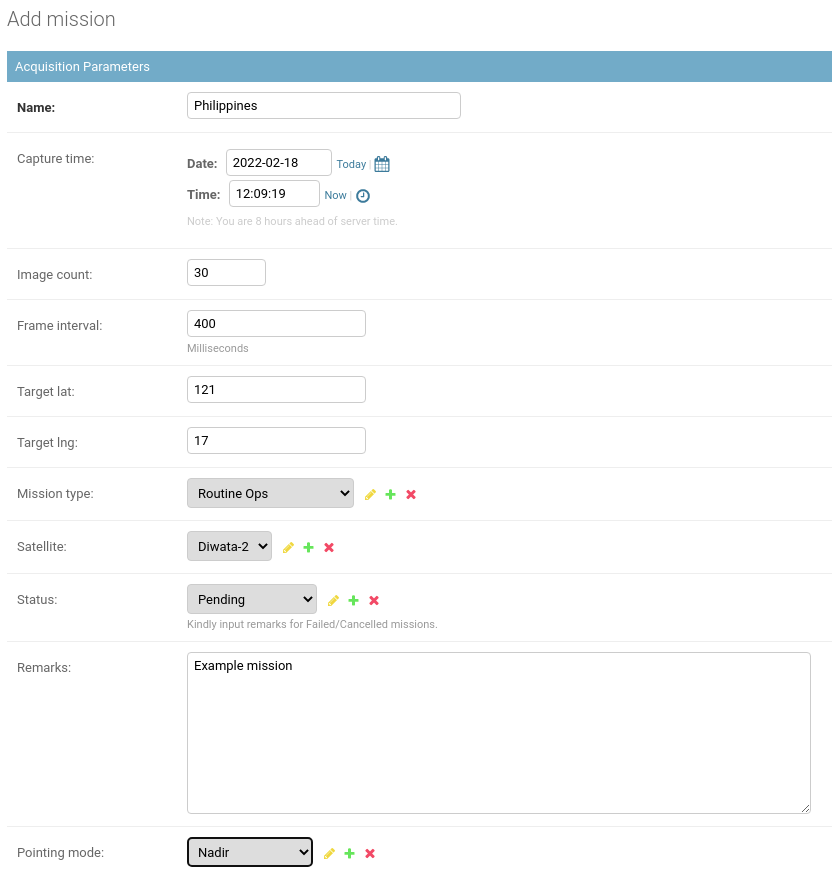 Add mission
Acquisition Parameters
Name: Philippines
Capture time: Date: 2022-02-18 Today |
Time: 12:09:19 Now |
Note: You are 8 hours ahead of server time.
Image count: 30
Frame interval: 400
Milliseconds
Target lat: 121
Target lng: 17
Mission type: Routine Ops
Satellite: Diwata-2
Status: Pending
Kindly input remarks for Failed/Cancelled missions.
Remarks: Example mission
Pointing mode: Nadir